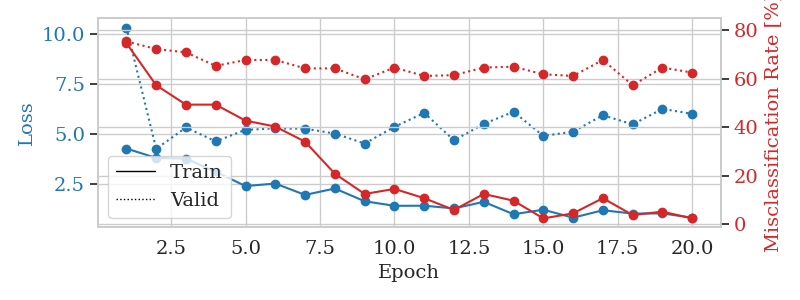 10.0
7.5
5.0
2.5
Loss
80
60
40
20
0
Misclassification Rate [%]
Train
Valid
2.5 5.0 7.5 10.0 12.5 15.0 17.5 20.0
Epoch